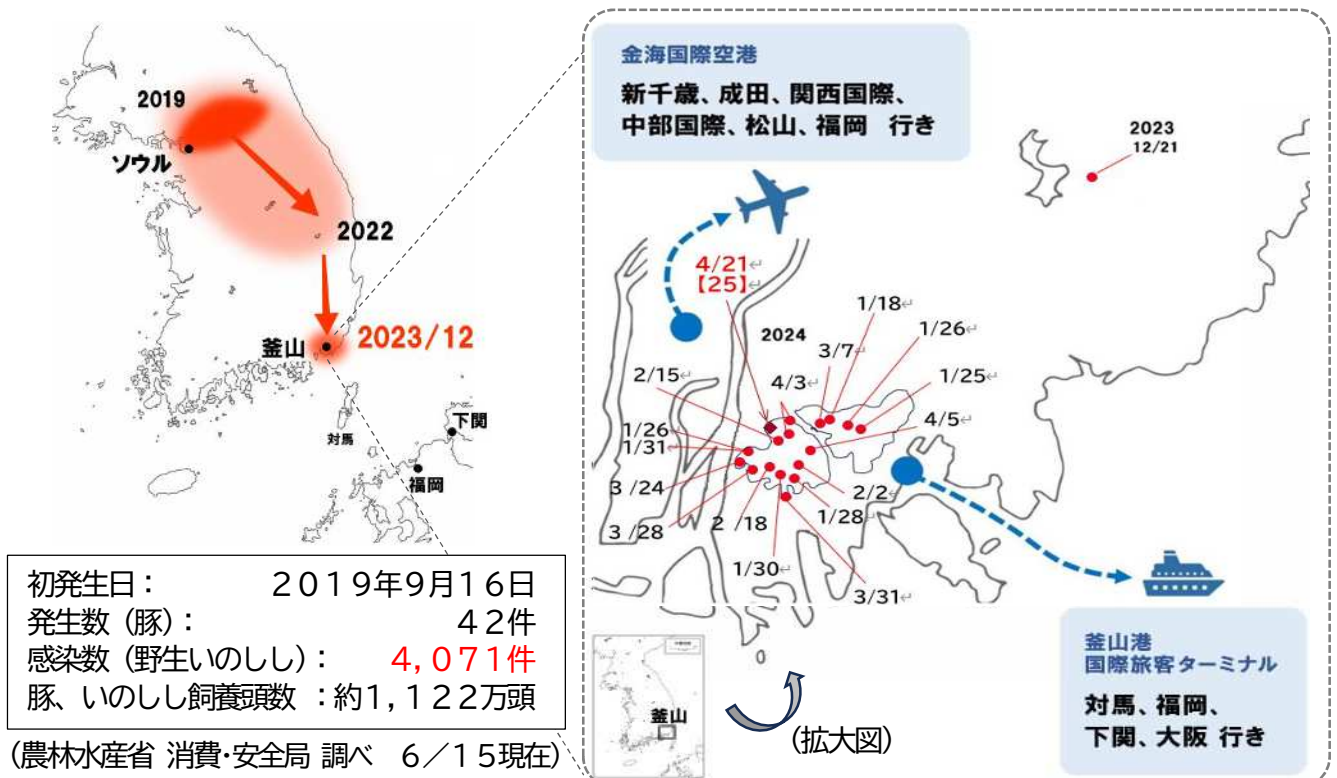 2019
ソウル
2022
2023/12
釜山
対馬
下関
福岡
初発生日： ２０１９年９月１６日
発生数（豚）： ４２件
感染数（野生いのしし）： ４，０７１件
豚、いのしし飼養頭数 ：約１，１２２万頭
（農林水産省 消費・安全局 調べ ６／１５現在）
金海国際空港
新千歳、成田、関西国際、
中部国際、松山、福岡 行き
2023
12/21
4/21↵
【25】↵
2024
1/18↵
1/26↵
3/7↵
2/15↵
4/3↵
1/25↵
4/5↵
1/26↵
1/31↵
3 /24
3 /28
2 /18
2/2↵
1/28↵
1/30↵
3/31↵
0
釜山
（拡大図）
釜山港
国際旅客ターミナル
対馬、福岡、
下関、大阪 行き